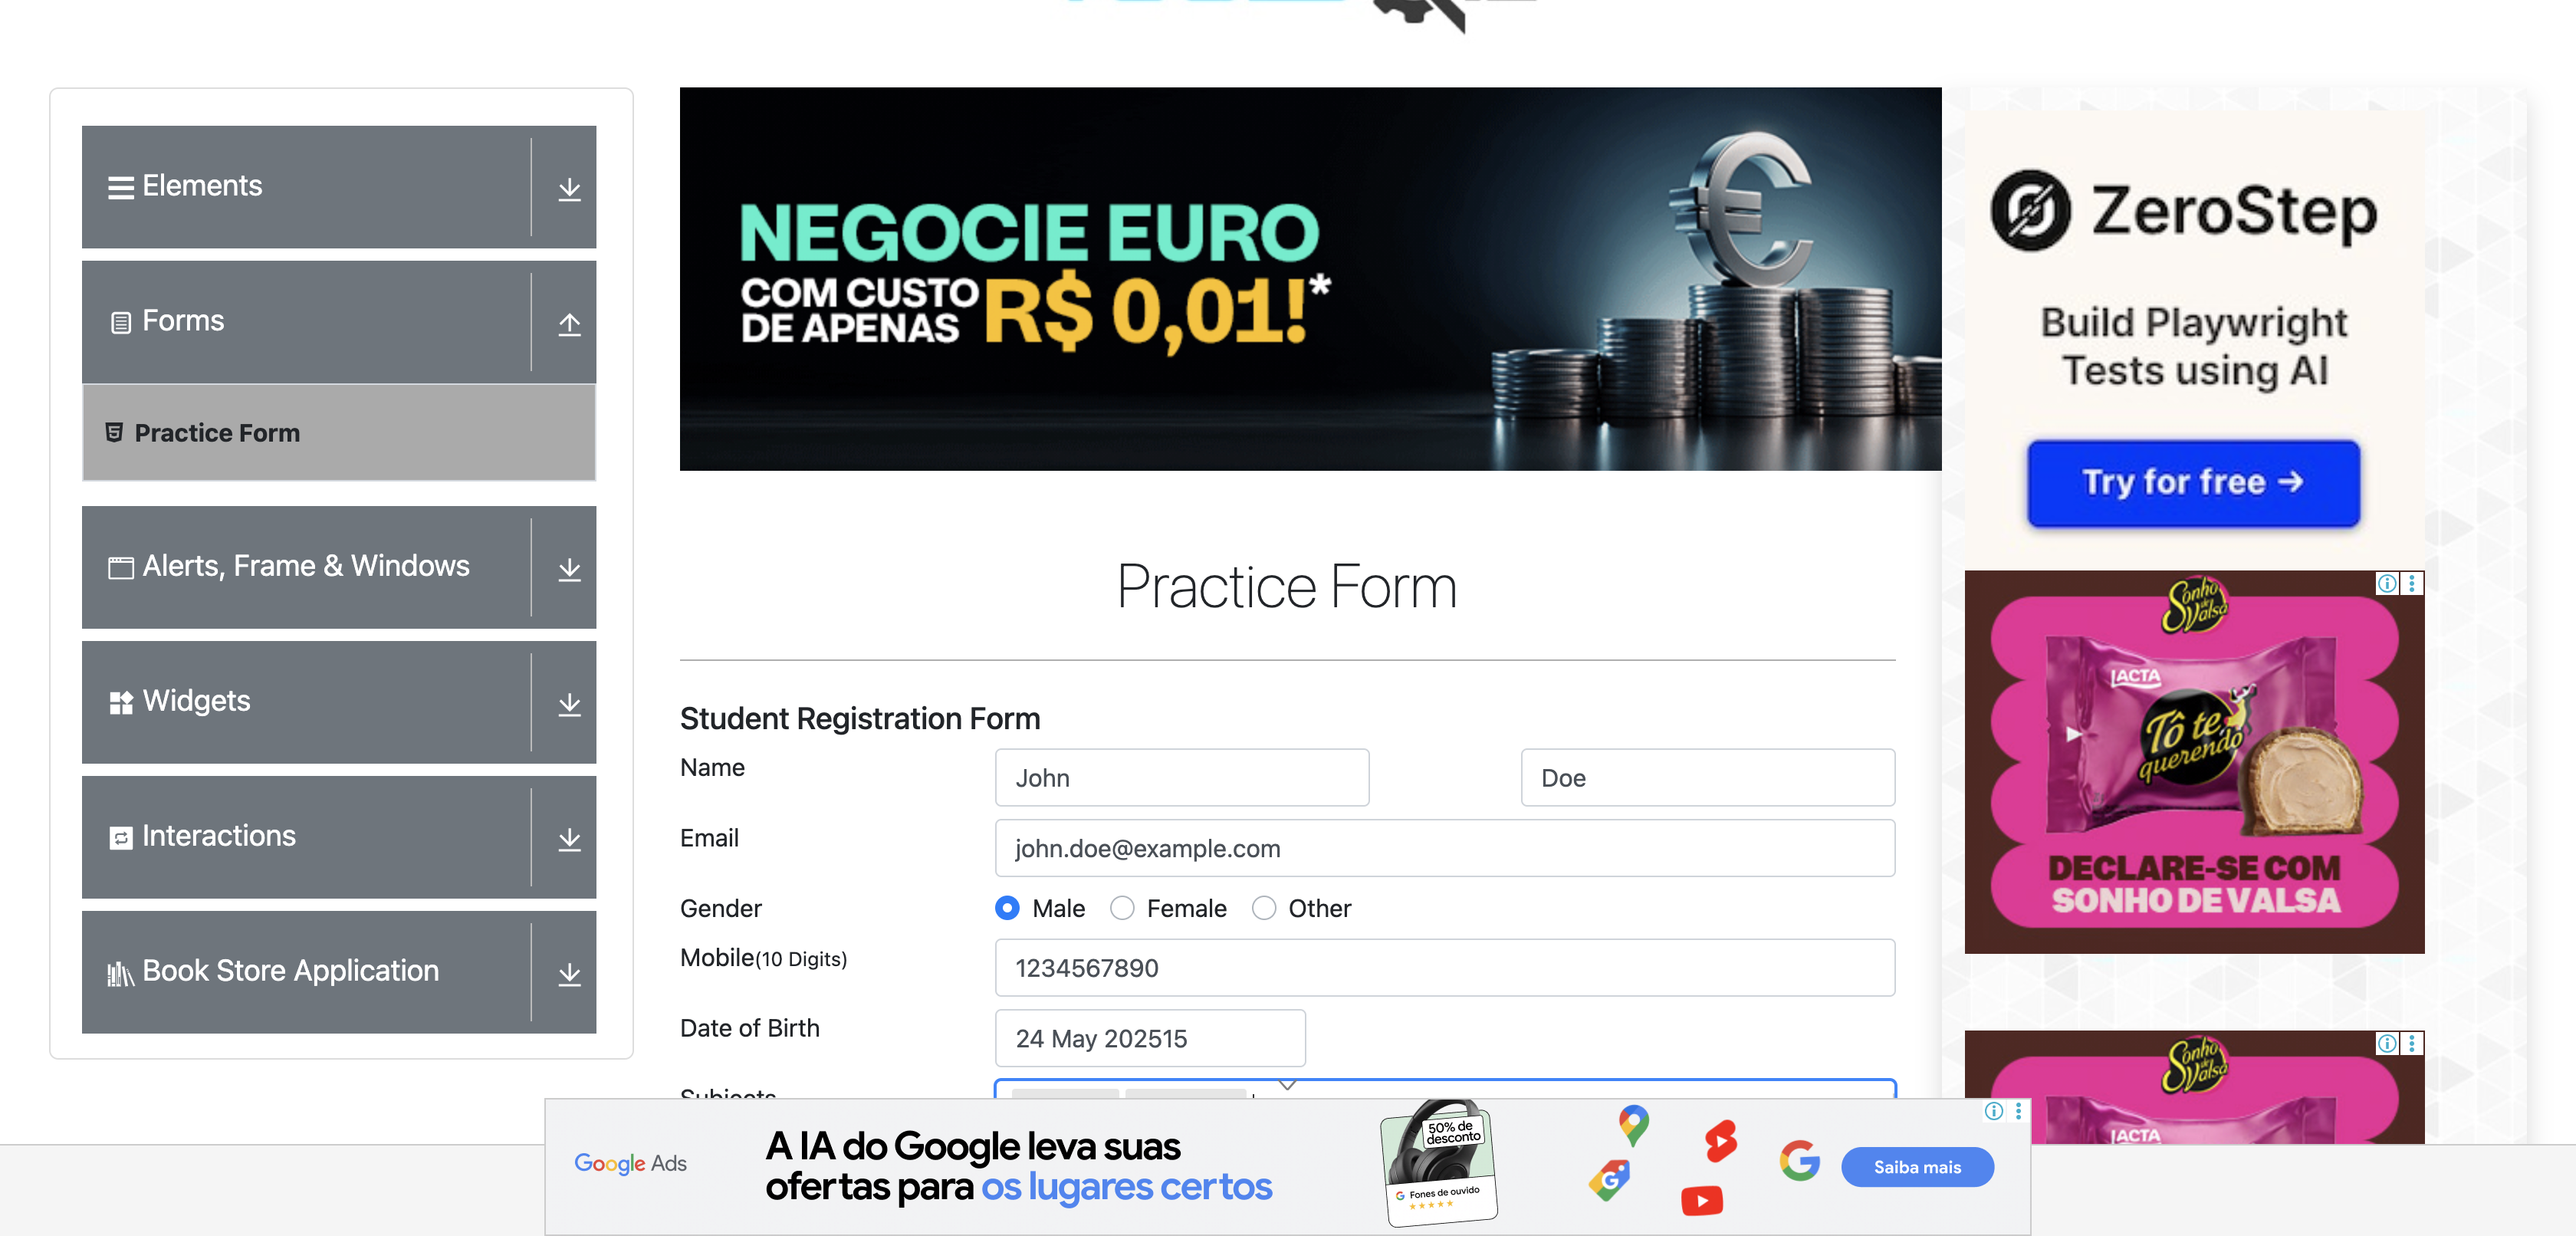 Elements
Forms
Practice Form
Alerts, Frame & Windows
Widgets
Interactions
Book Store Application
NEGOCIE EURO
COM CUSTO
DE APENAS R$ 0,01!*
Practice Form
Student Registration Form
Name
John
Doe
Email
john.doe@example.com
Gender
Male
Female
Other
Mobile(10 Digits)
1234567890
Date of Birth
24 May 202515
Subjects
ZeroStep
Build Playwright
Tests using AI
Try for free →
Sonho de Valsa
LACTA
Tô te
querendo
DECLARE-SE COM
SONHO DE VALSA
Sonho de Valsa
LACTA
Google Ads
A IA do Google leva suas
ofertas para os lugares certos
50% de
desconto
G Fones de ouvido
G
G
Saiba mais